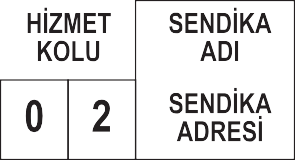 HİZMET
KOLU
0 2
SENDİKA
ADI
SENDİKA
ADRESİ